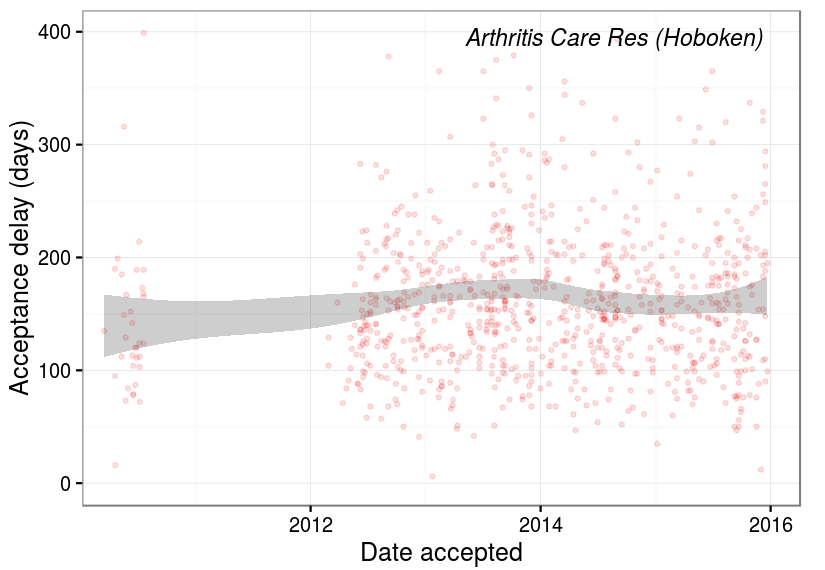 Arthritis Care Res (Hoboken)
Acceptance delay (days)
400
300
200
100
0
2012 2014 2016
Date accepted